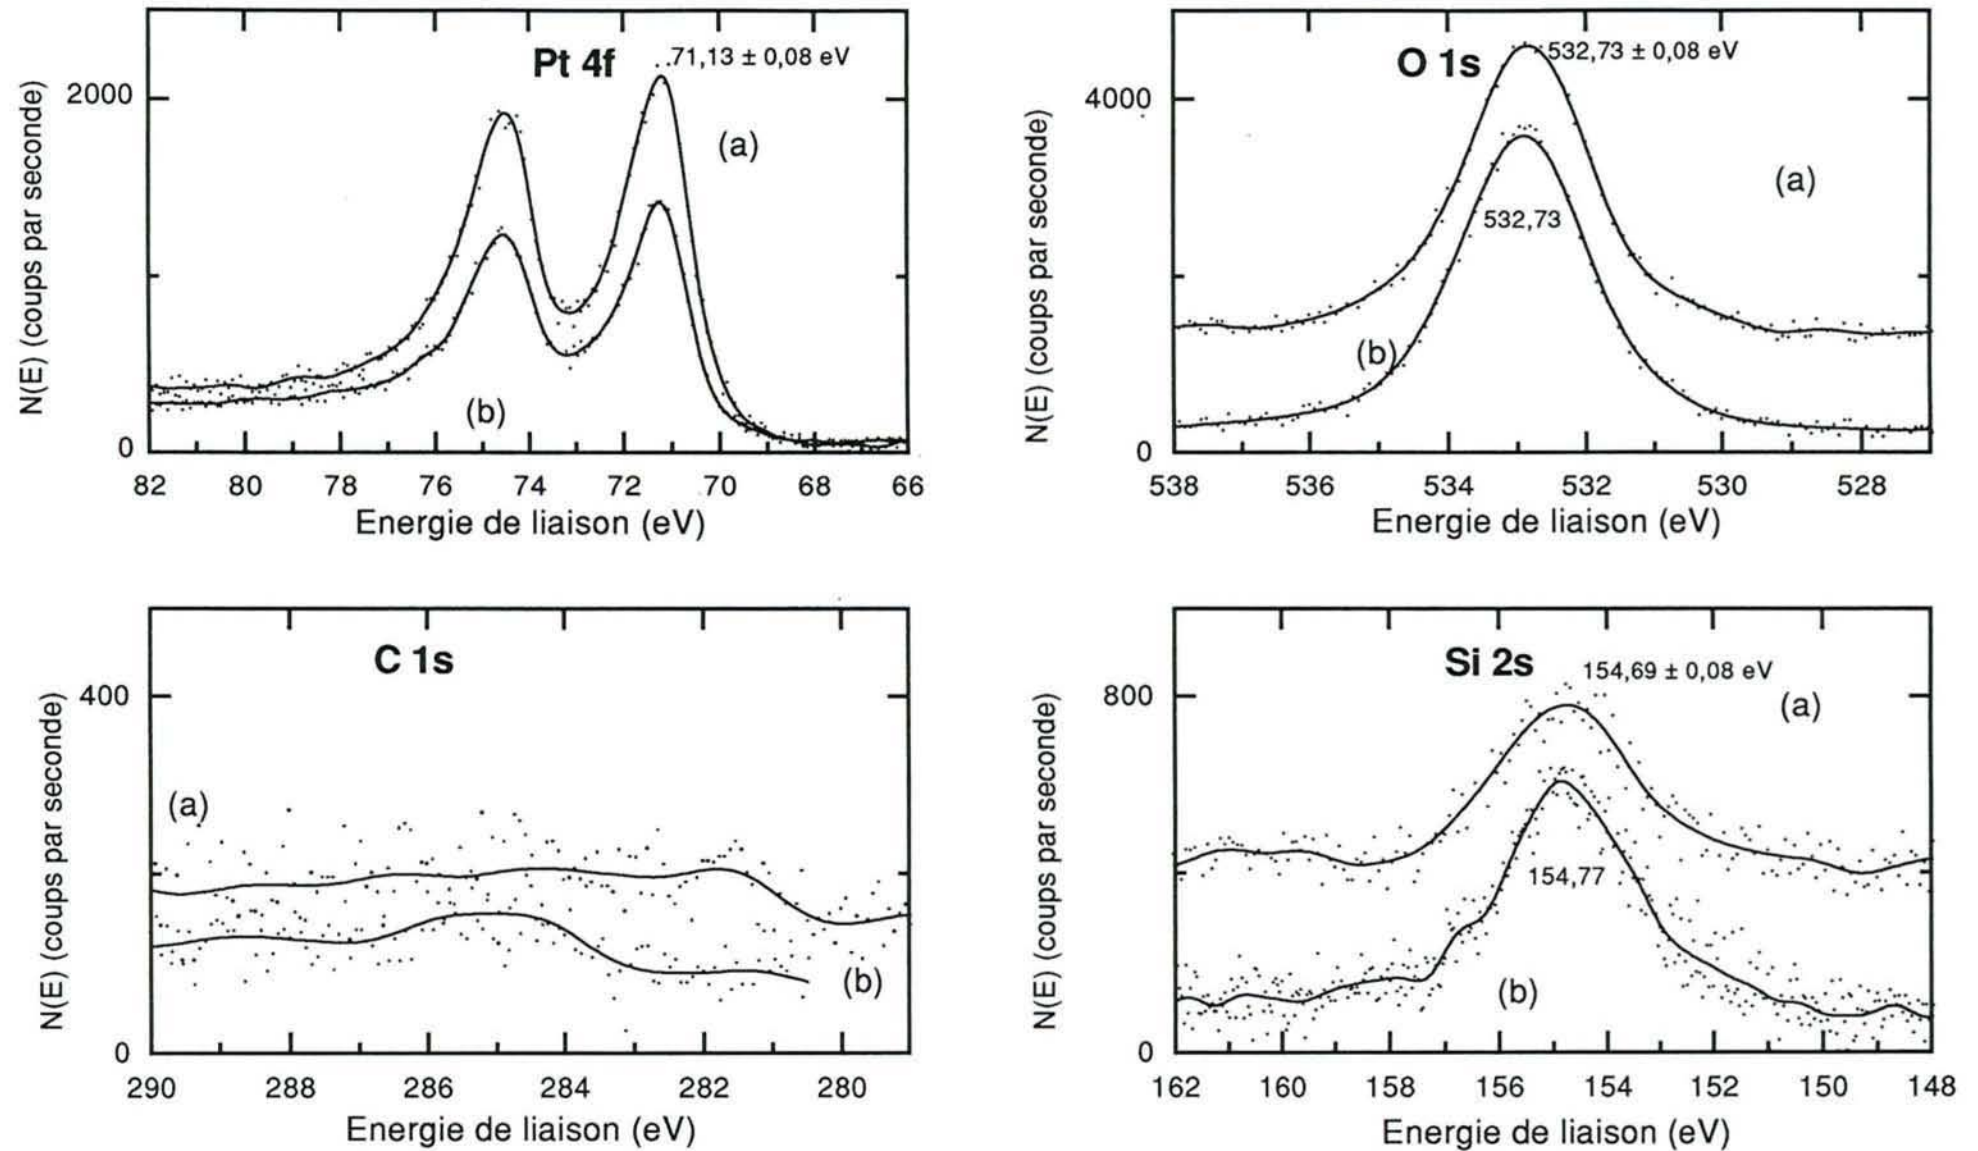 Pt 4f
71,13 ± 0,08 eV
(a)
(b)
N(E) (coups par seconde)
2000
0
82 80 78 76 74 72 70 68 66
Energie de liaison (eV)
O 1s
532,73 ± 0,08 eV
(a)
532,73
(b)
N(E) (coups par seconde)
4000
0
538 536 534 532 530 528
Energie de liaison (eV)
C 1s
(a)
(b)
N(E) (coups par seconde)
400
0
290 288 286 284 282 280
Energie de liaison (eV)
Si 2s
154,69 ± 0,08 eV
(a)
154,77
(b)
N(E) (coups par seconde)
800
0
162 160 158 156 154 152 150 148
Energie de liaison (eV)